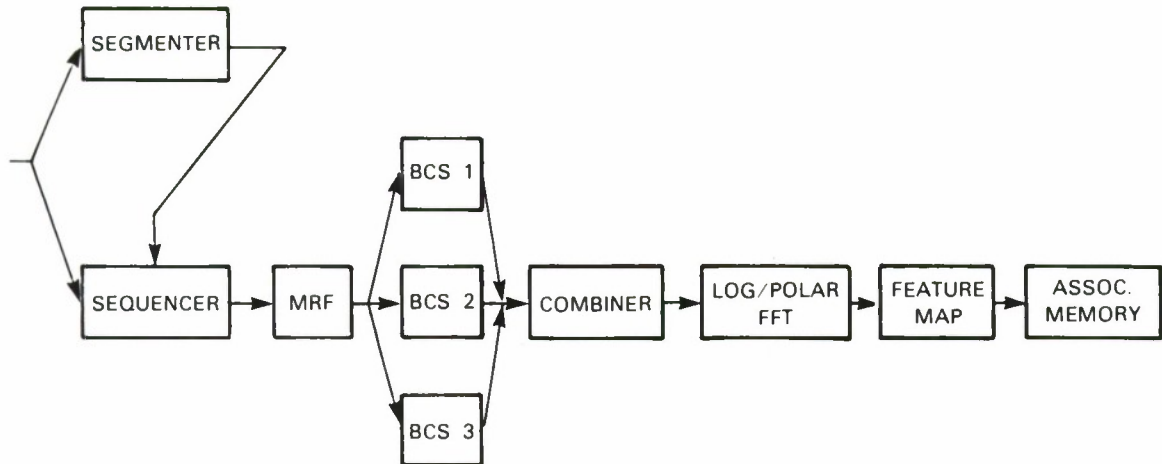 SEGMENTER
BCS 1
SEQUENCER
MRF
BCS 2
COMBINER
LOG/POLAR
FFT
FEATURE
MAP
ASSOC.
MEMORY
BCS 3